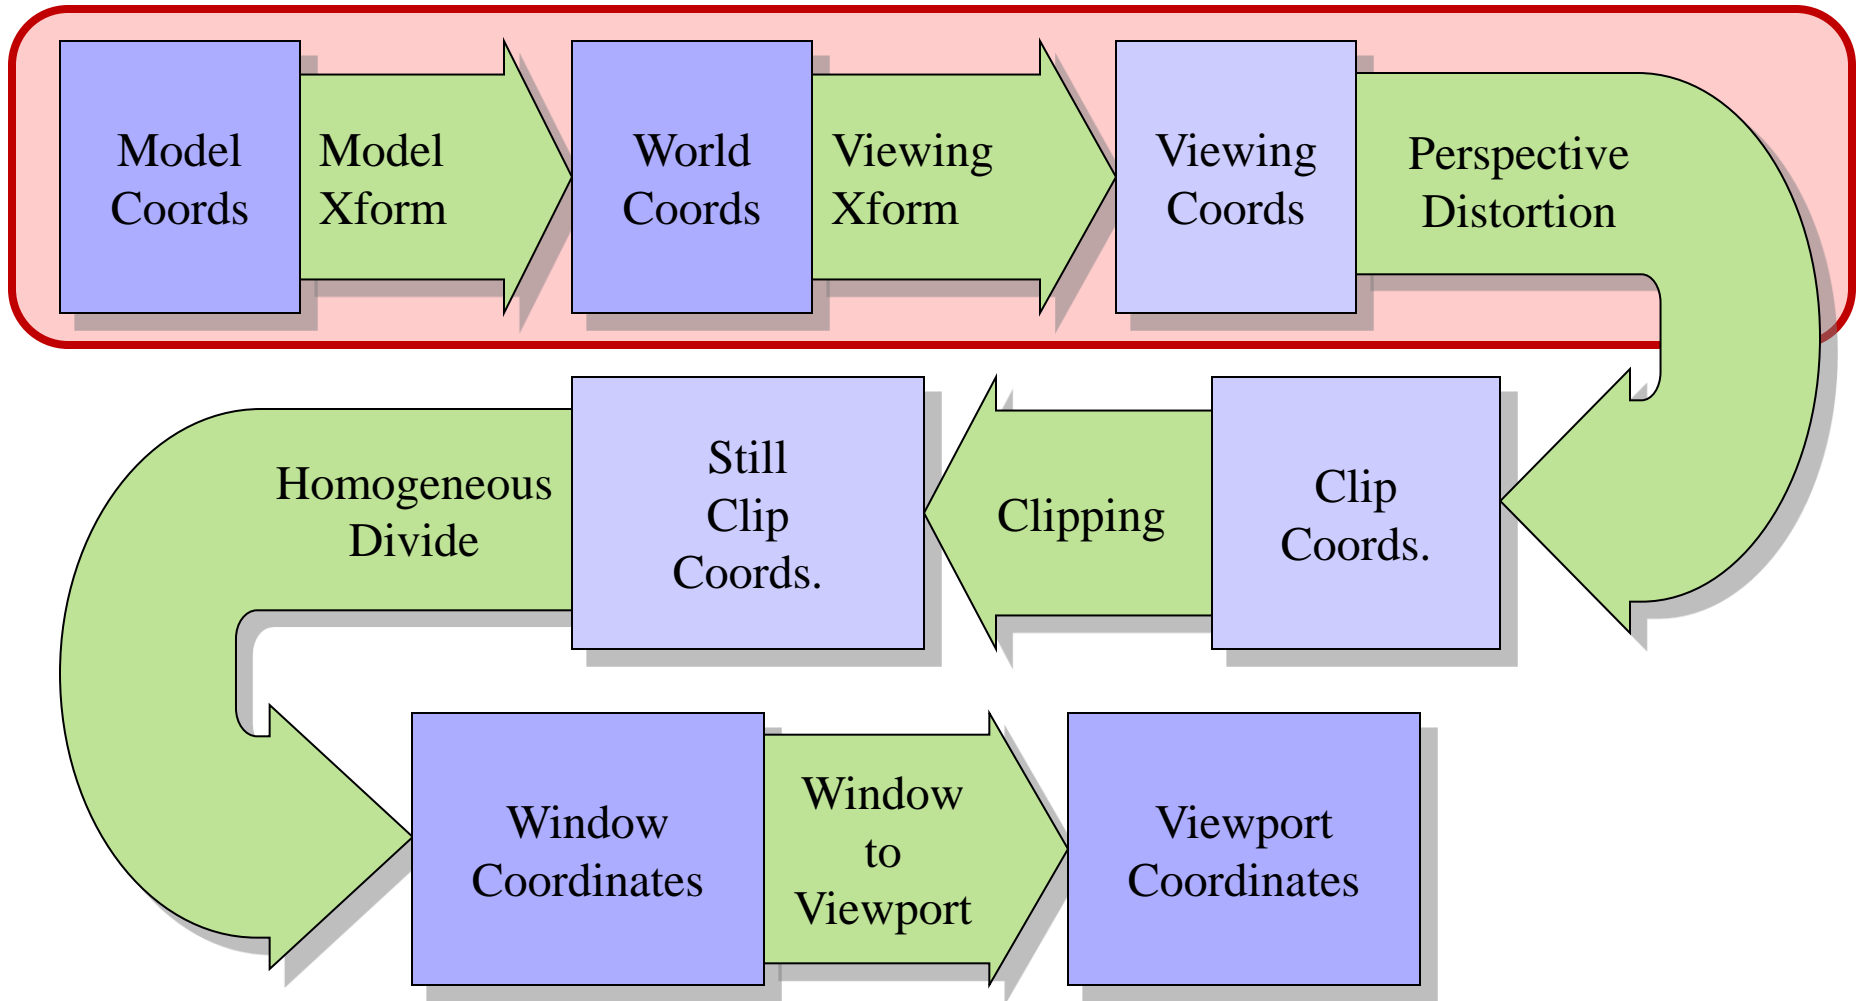 Model
Coords
Model
Xform
World
Coords
Viewing
Xform
Viewing
Coords
Perspective
Distortion
Clip
Coords.
Clipping
Still
Clip
Coords.
Homogeneous
Divide
Window
Coordinates
Window
to
Viewport
Viewport
Coordinates